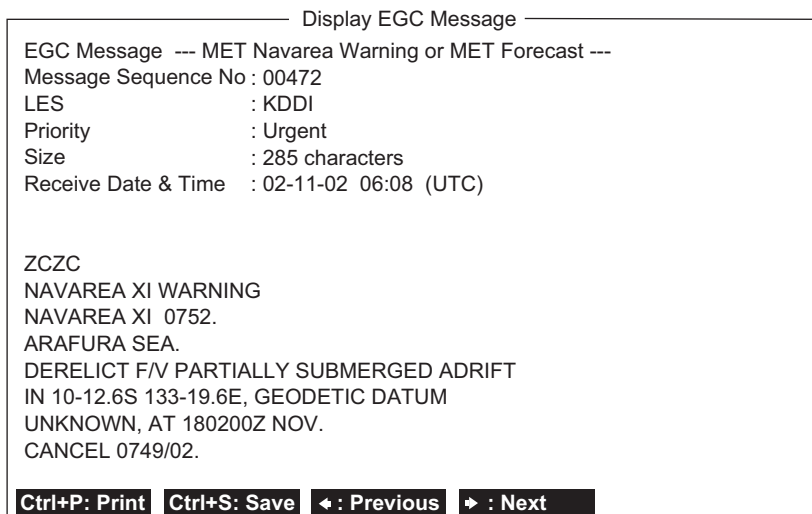 Display EGC Message
EGC Message --- MET Navarea Warning or MET Forecast ---
Message Sequence No : 00472
LES : KDDI
Priority : Urgent
Size : 285 characters
Receive Date & Time : 02-11-02 06:08 (UTC)
ZCZC
NAVAREA XI WARNING
NAVAREA XI 0752.
ARAFURA SEA.
DERELICT F/V PARTIALLY SUBMERGED ADRIFT
IN 10-12.6S 133-19.6E, GEODETIC DATUM
UNKNOWN, AT 180200Z NOV.
CANCEL 0749/02.
Ctrl+P: Print Ctrl+S: Save ← : Previous → : Next